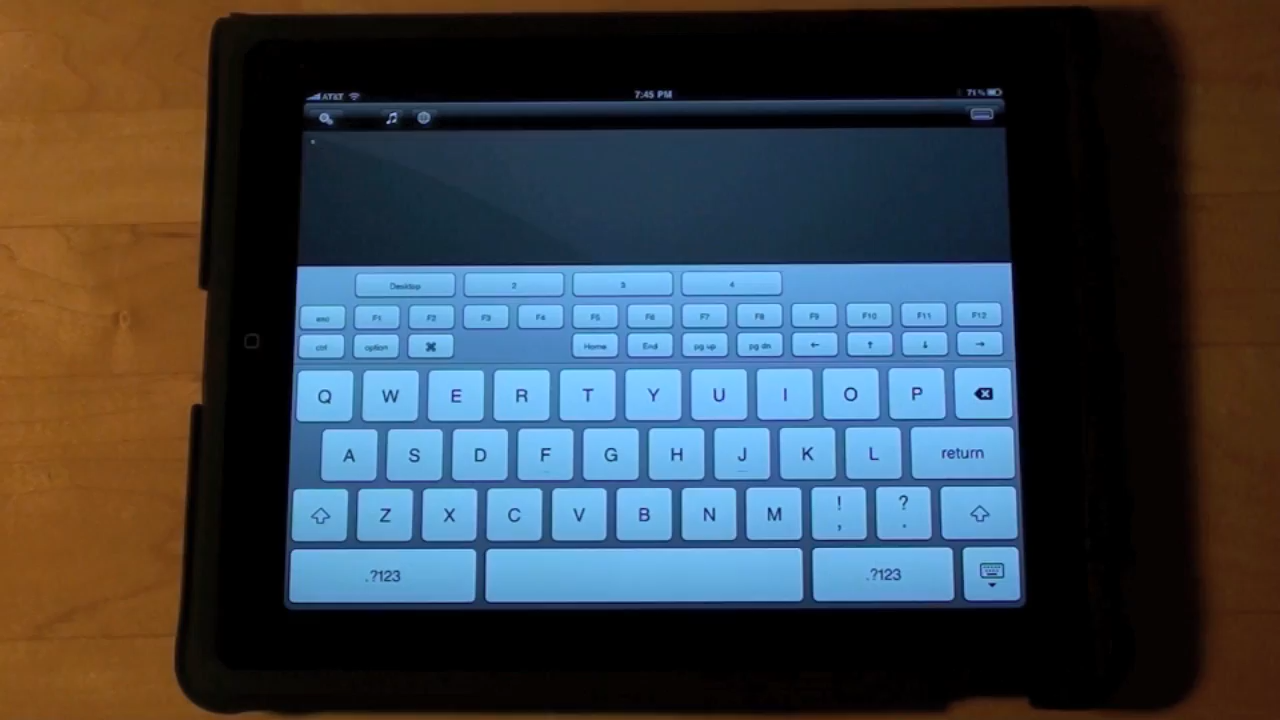 AT&T 7:45 PM 71%
Desktop 2 3 4
esc F1 F2 F3 F4 F5 F6 F7 F8 F9 F10 F11 F12
ctrl option ⌘ Home End pg up pg dn ← ↑ ↓ →
Q W E R T Y U I O P
A S D F G H J K L return
Z X C V B N M ! , ? .
.?123 .?123